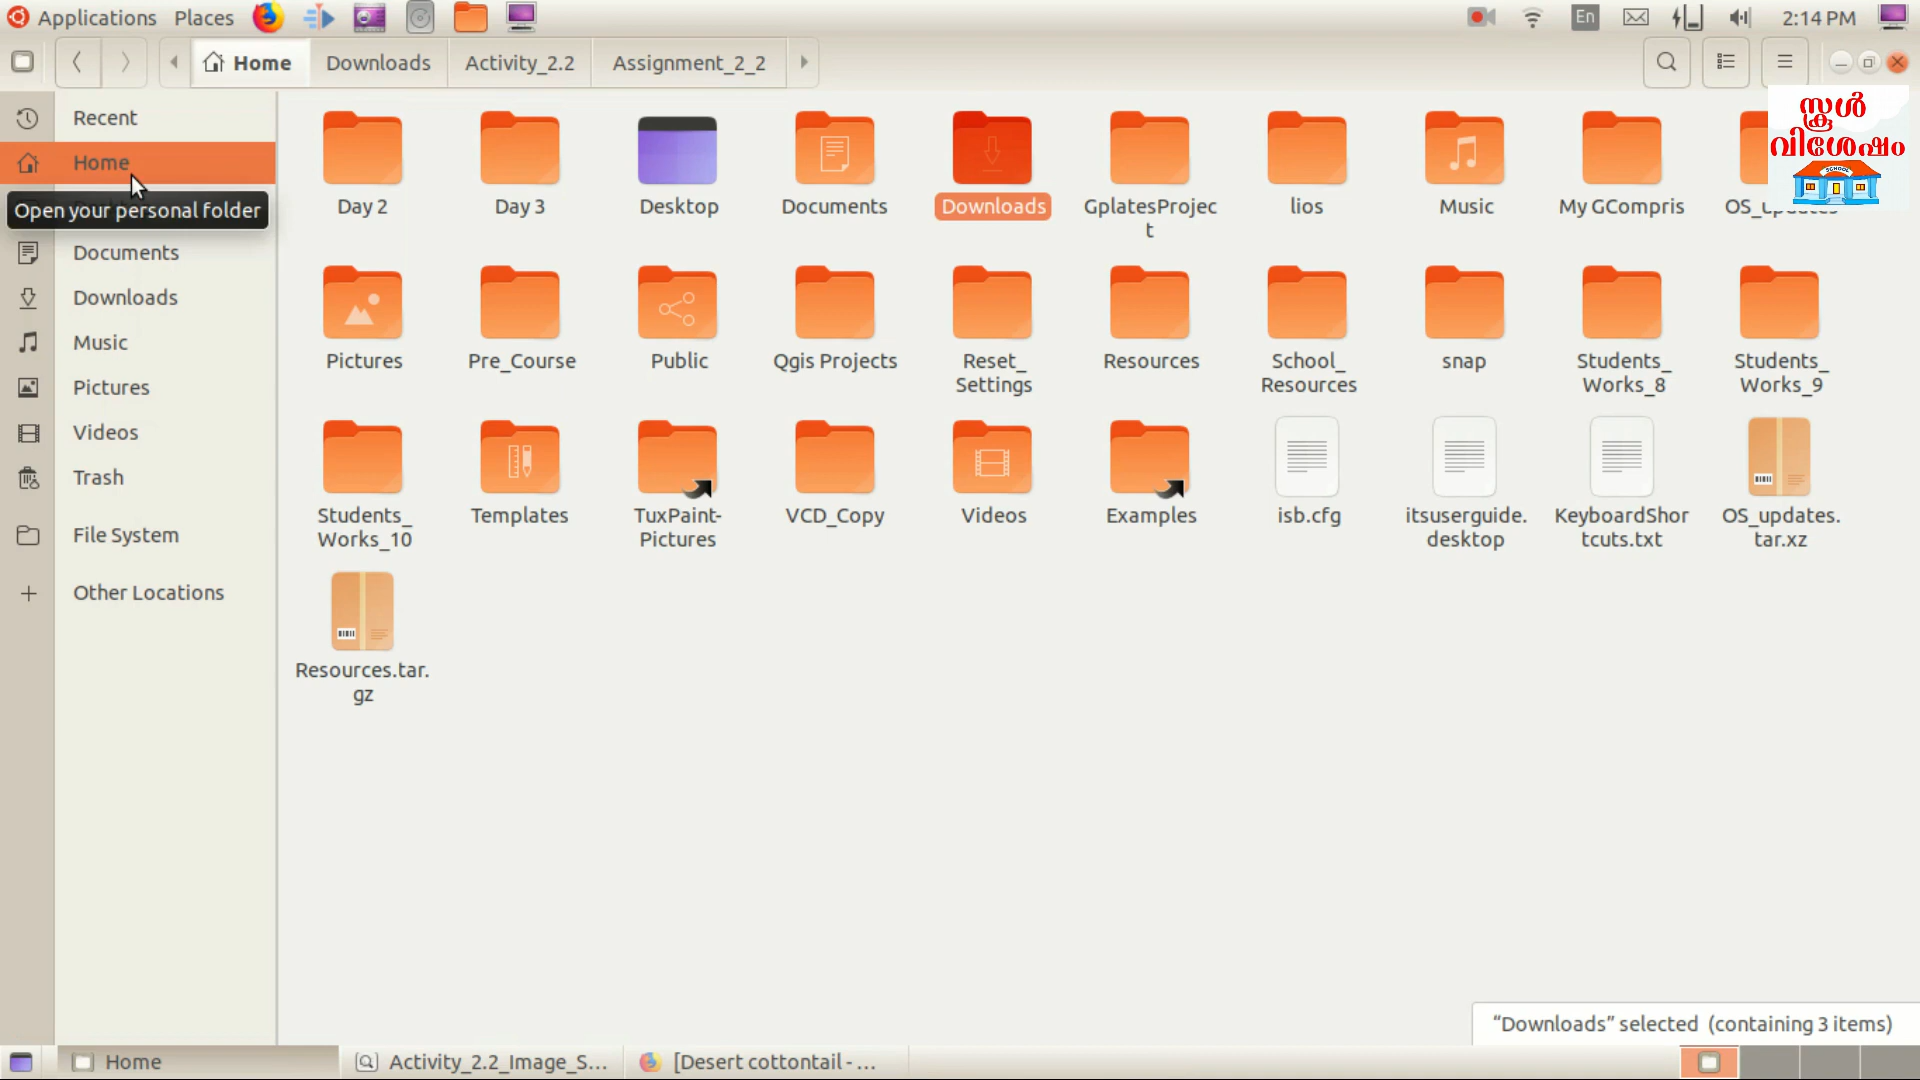 Applications Places En 2:14 PM
Home Downloads Activity_2.2 Assignment_2_2
സ്കൂൾ
വിശേഷം
SCHOOL
Recent
Home
Open your personal folder
Documents
Downloads
Music
Pictures
Videos
Trash
File System
Other Locations
Day 2 Day 3 Desktop Documents Downloads GplatesProjec lios Music My GCompris OS_updates
t
Pictures Pre_Course Public Qgis Projects Reset_ Resources School_ snap Students_ Students_
Settings Resources Works_8 Works_9
Students_ Templates TuxPaint- VCD_Copy Videos Examples isb.cfg itsuserguide. KeyboardShor OS_updates.
Works_10 Pictures desktop tcuts.txt tar.xz
Resources.tar.
gz
“Downloads” selected (containing 3 items)
Home Activity_2.2_Image_S... [Desert cottontail - ...